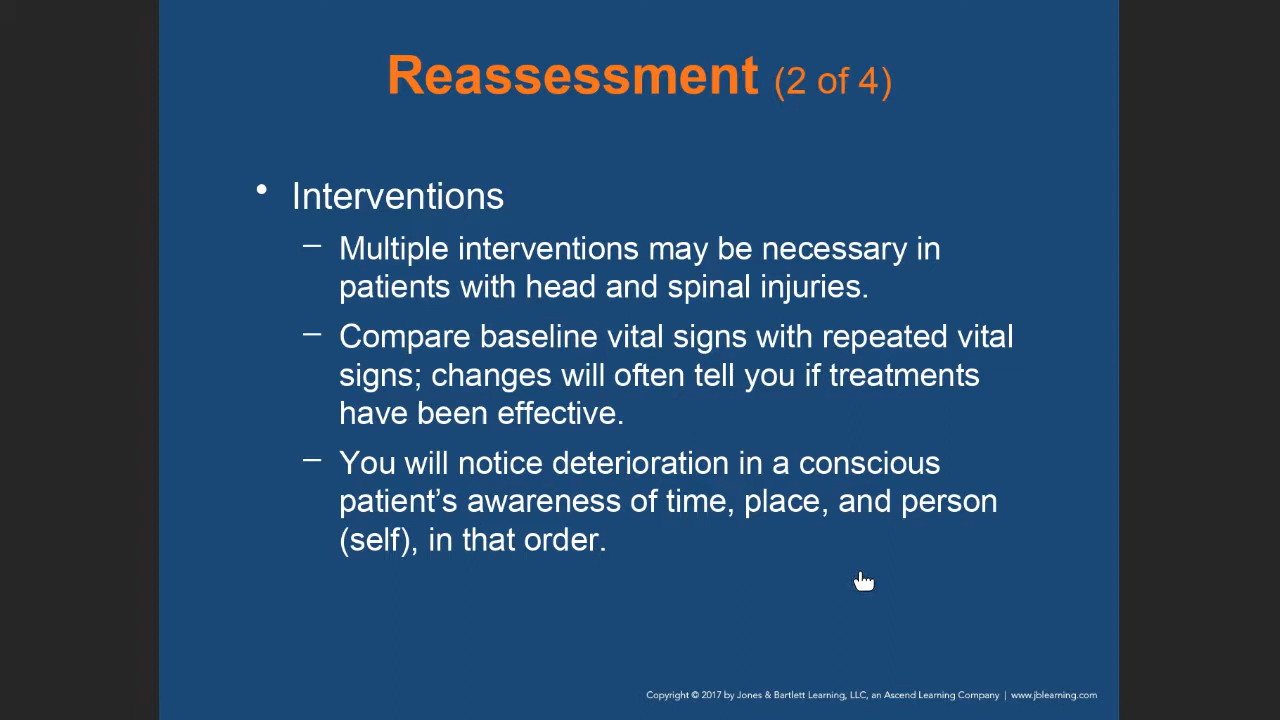 Reassessment (2 of 4)
• Interventions
– Multiple interventions may be necessary in
patients with head and spinal injuries.
– Compare baseline vital signs with repeated vital
signs; changes will often tell you if treatments
have been effective.
– You will notice deterioration in a conscious
patient’s awareness of time, place, and person
(self), in that order.
Copyright © 2017 by Jones & Bartlett Learning, LLC, an Ascend Learning Company | www.jblearning.com